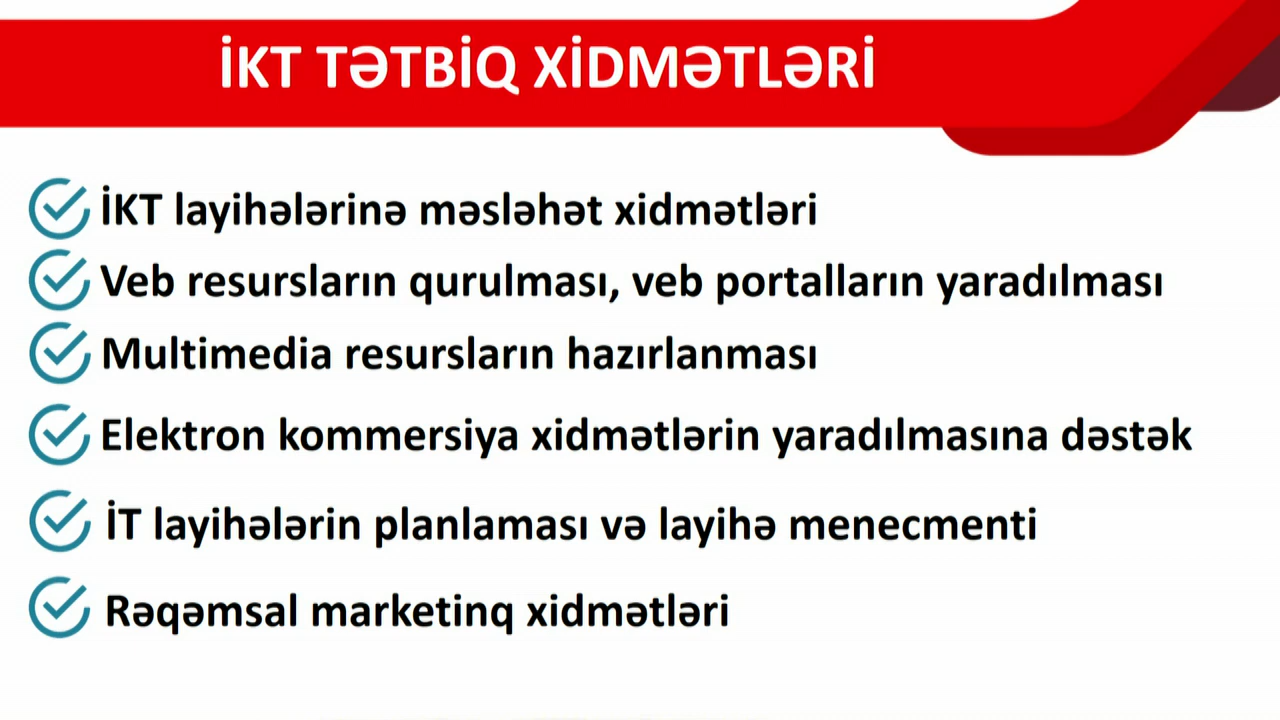 İKT TƏTBİQ XİDMƏTLƏRİ
İKT layihələrinə məsləhət xidmətləri
Veb resursların qurulması, veb portalların yaradılması
Multimedia resursların hazırlanması
Elektron kommersiya xidmətlərin yaradılmasına dəstək
İT layihələrin planlaması və layihə menecmenti
Rəqəmsal marketinq xidmətləri